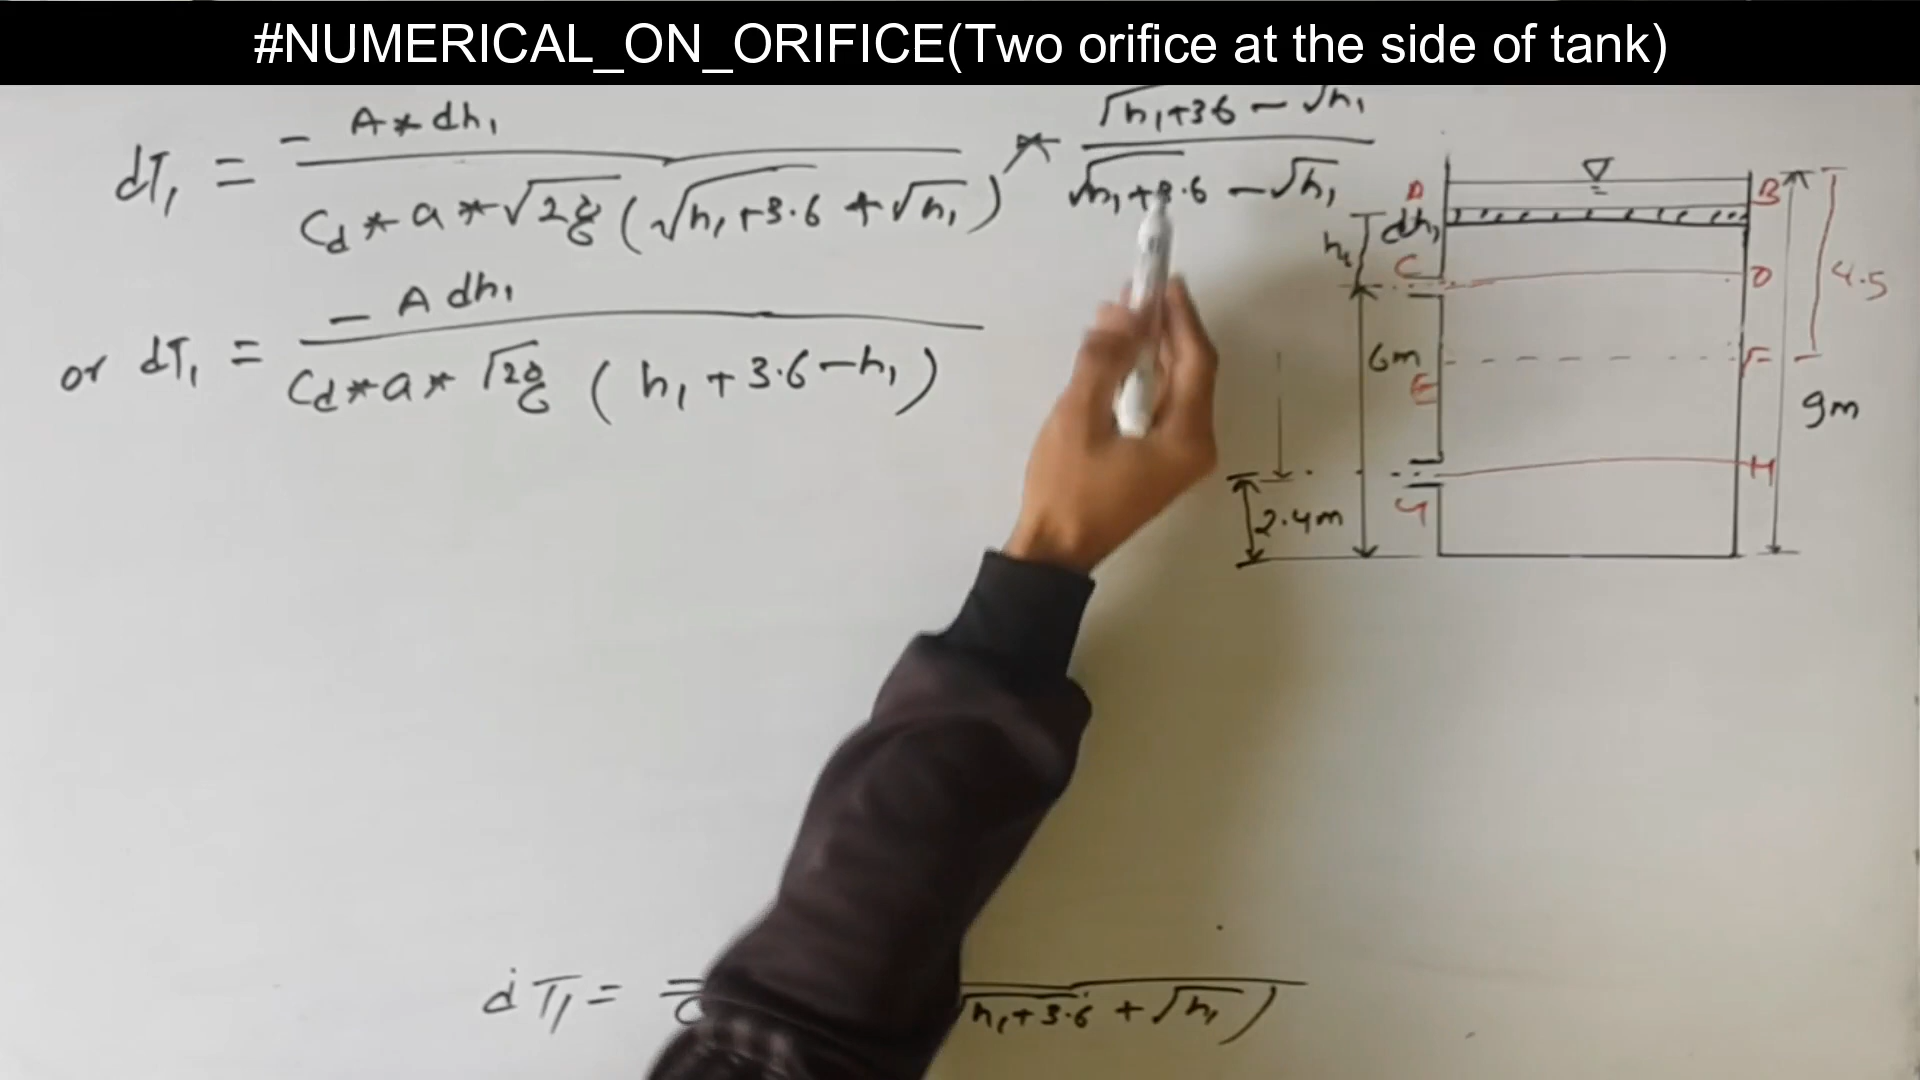 #NUMERICAL_ON_ORIFICE(Two orifice at the side of tank)
dT₁ = - A * dh₁ / Cd * a * √2g (√h₁+3.6 + √h₁) * √h₁+3.6 - √h₁ / √h₁+3.6 - √h₁
or dT₁ = - A dh₁ / Cd * a * √2g ( h₁ + 3.6 - h₁ )
A
B
dh₁
h₁
C
D
4.5
6m
F
E
9m
H
G
2.4m
dT₁ =
√h₁+3.6 + √h₁ )